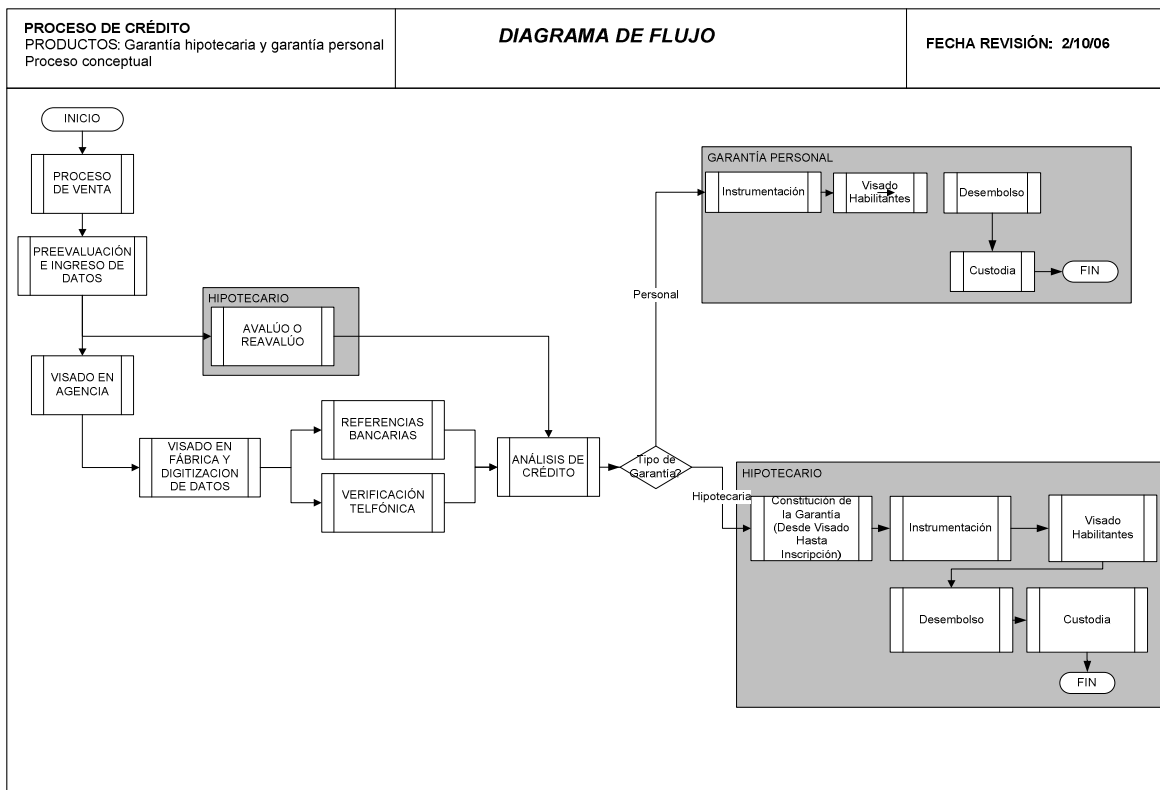 PROCESO DE CRÉDITO
PRODUCTOS: Garantía hipotecaria y garantía personal
Proceso conceptual
DIAGRAMA DE FLUJO
FECHA REVISIÓN: 2/10/06
INICIO
PROCESO
DE VENTA
PREEVALUACIÓN
E INGRESO DE
DATOS
HIPOTECARIO
AVALÚO O
REAVALÚO
VISADO EN
AGENCIA
VISADO EN
FÁBRICA Y
DIGITIZACION
DE DATOS
REFERENCIAS
BANCARIAS
VERIFICACIÓN
TELFÓNICA
ANÁLISIS DE
CRÉDITO
Tipo de
Garantia?
Personal
GARANTÍA PERSONAL
Instrumentación
Visado
Habilitantes
Desembolso
Custodia
FIN
Hipotecaria
HIPOTECARIO
Constitución de
la Garantía
(Desde Visado
Hasta
Inscripción)
Instrumentación
Visado
Habilitantes
Desembolso
Custodia
FIN